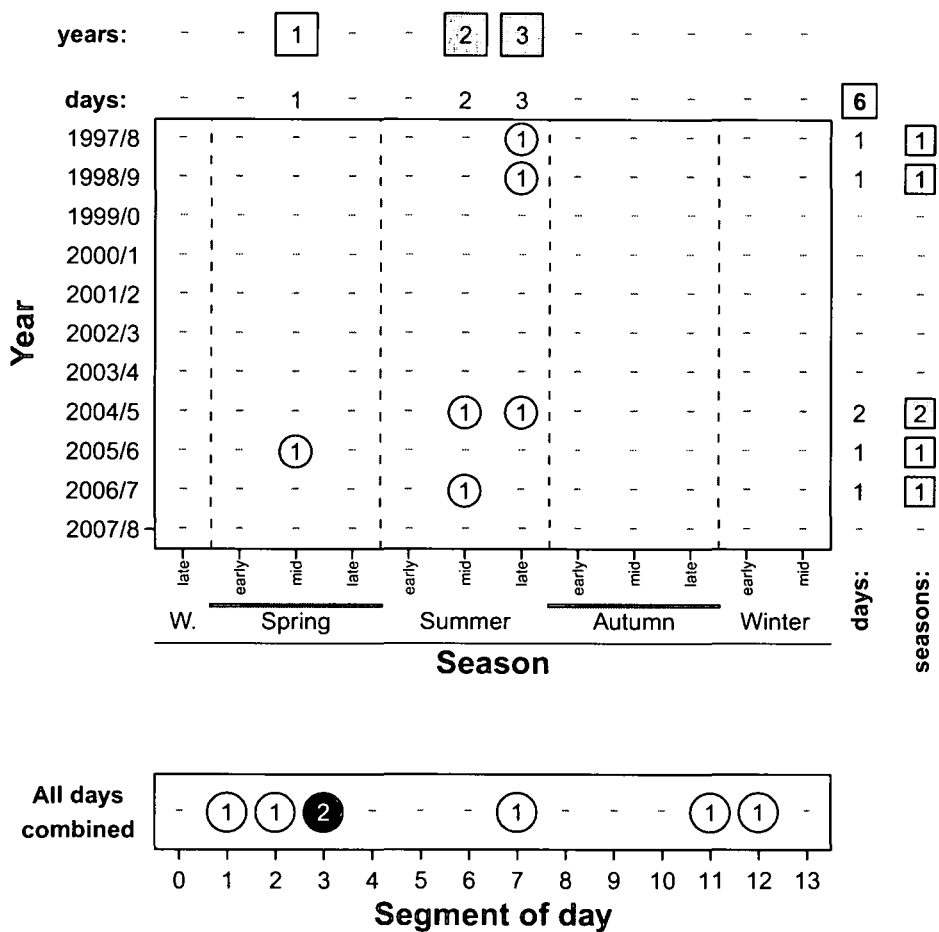 years: - - 1 - - - 2 3 - - - - -
days: - - 1 - - - 2 3 - - - - - 6
1997/8 - - - - - - - 1 - - - - - 1 1
1998/9 - - - - - - - 1 - - - - - 1 1
1999/0 - - - - - - - - - - - - - - -
2000/1 - - - - - - - - - - - - - - -
2001/2 - - - - - - - - - - - - - - -
2002/3 - - - - - - - - - - - - - - -
2003/4 - - - - - - - - - - - - - - -
2004/5 - - - - - - 1 1 - - - - - 2 2
2005/6 - - 1 - - - - - - - - - - 1 1
2006/7 - - - - - - 1 - - - - - - 1 1
2007/8 - - - - - - - - - - - - - - -
Year
late early mid late early mid late early mid late early mid
days:
seasons:
W. Spring Summer Autumn Winter
Season
All days
combined
- 1 1 2 - - - 1 - - - 1 1 -
0 1 2 3 4 5 6 7 8 9 10 11 12 13
Segment of day